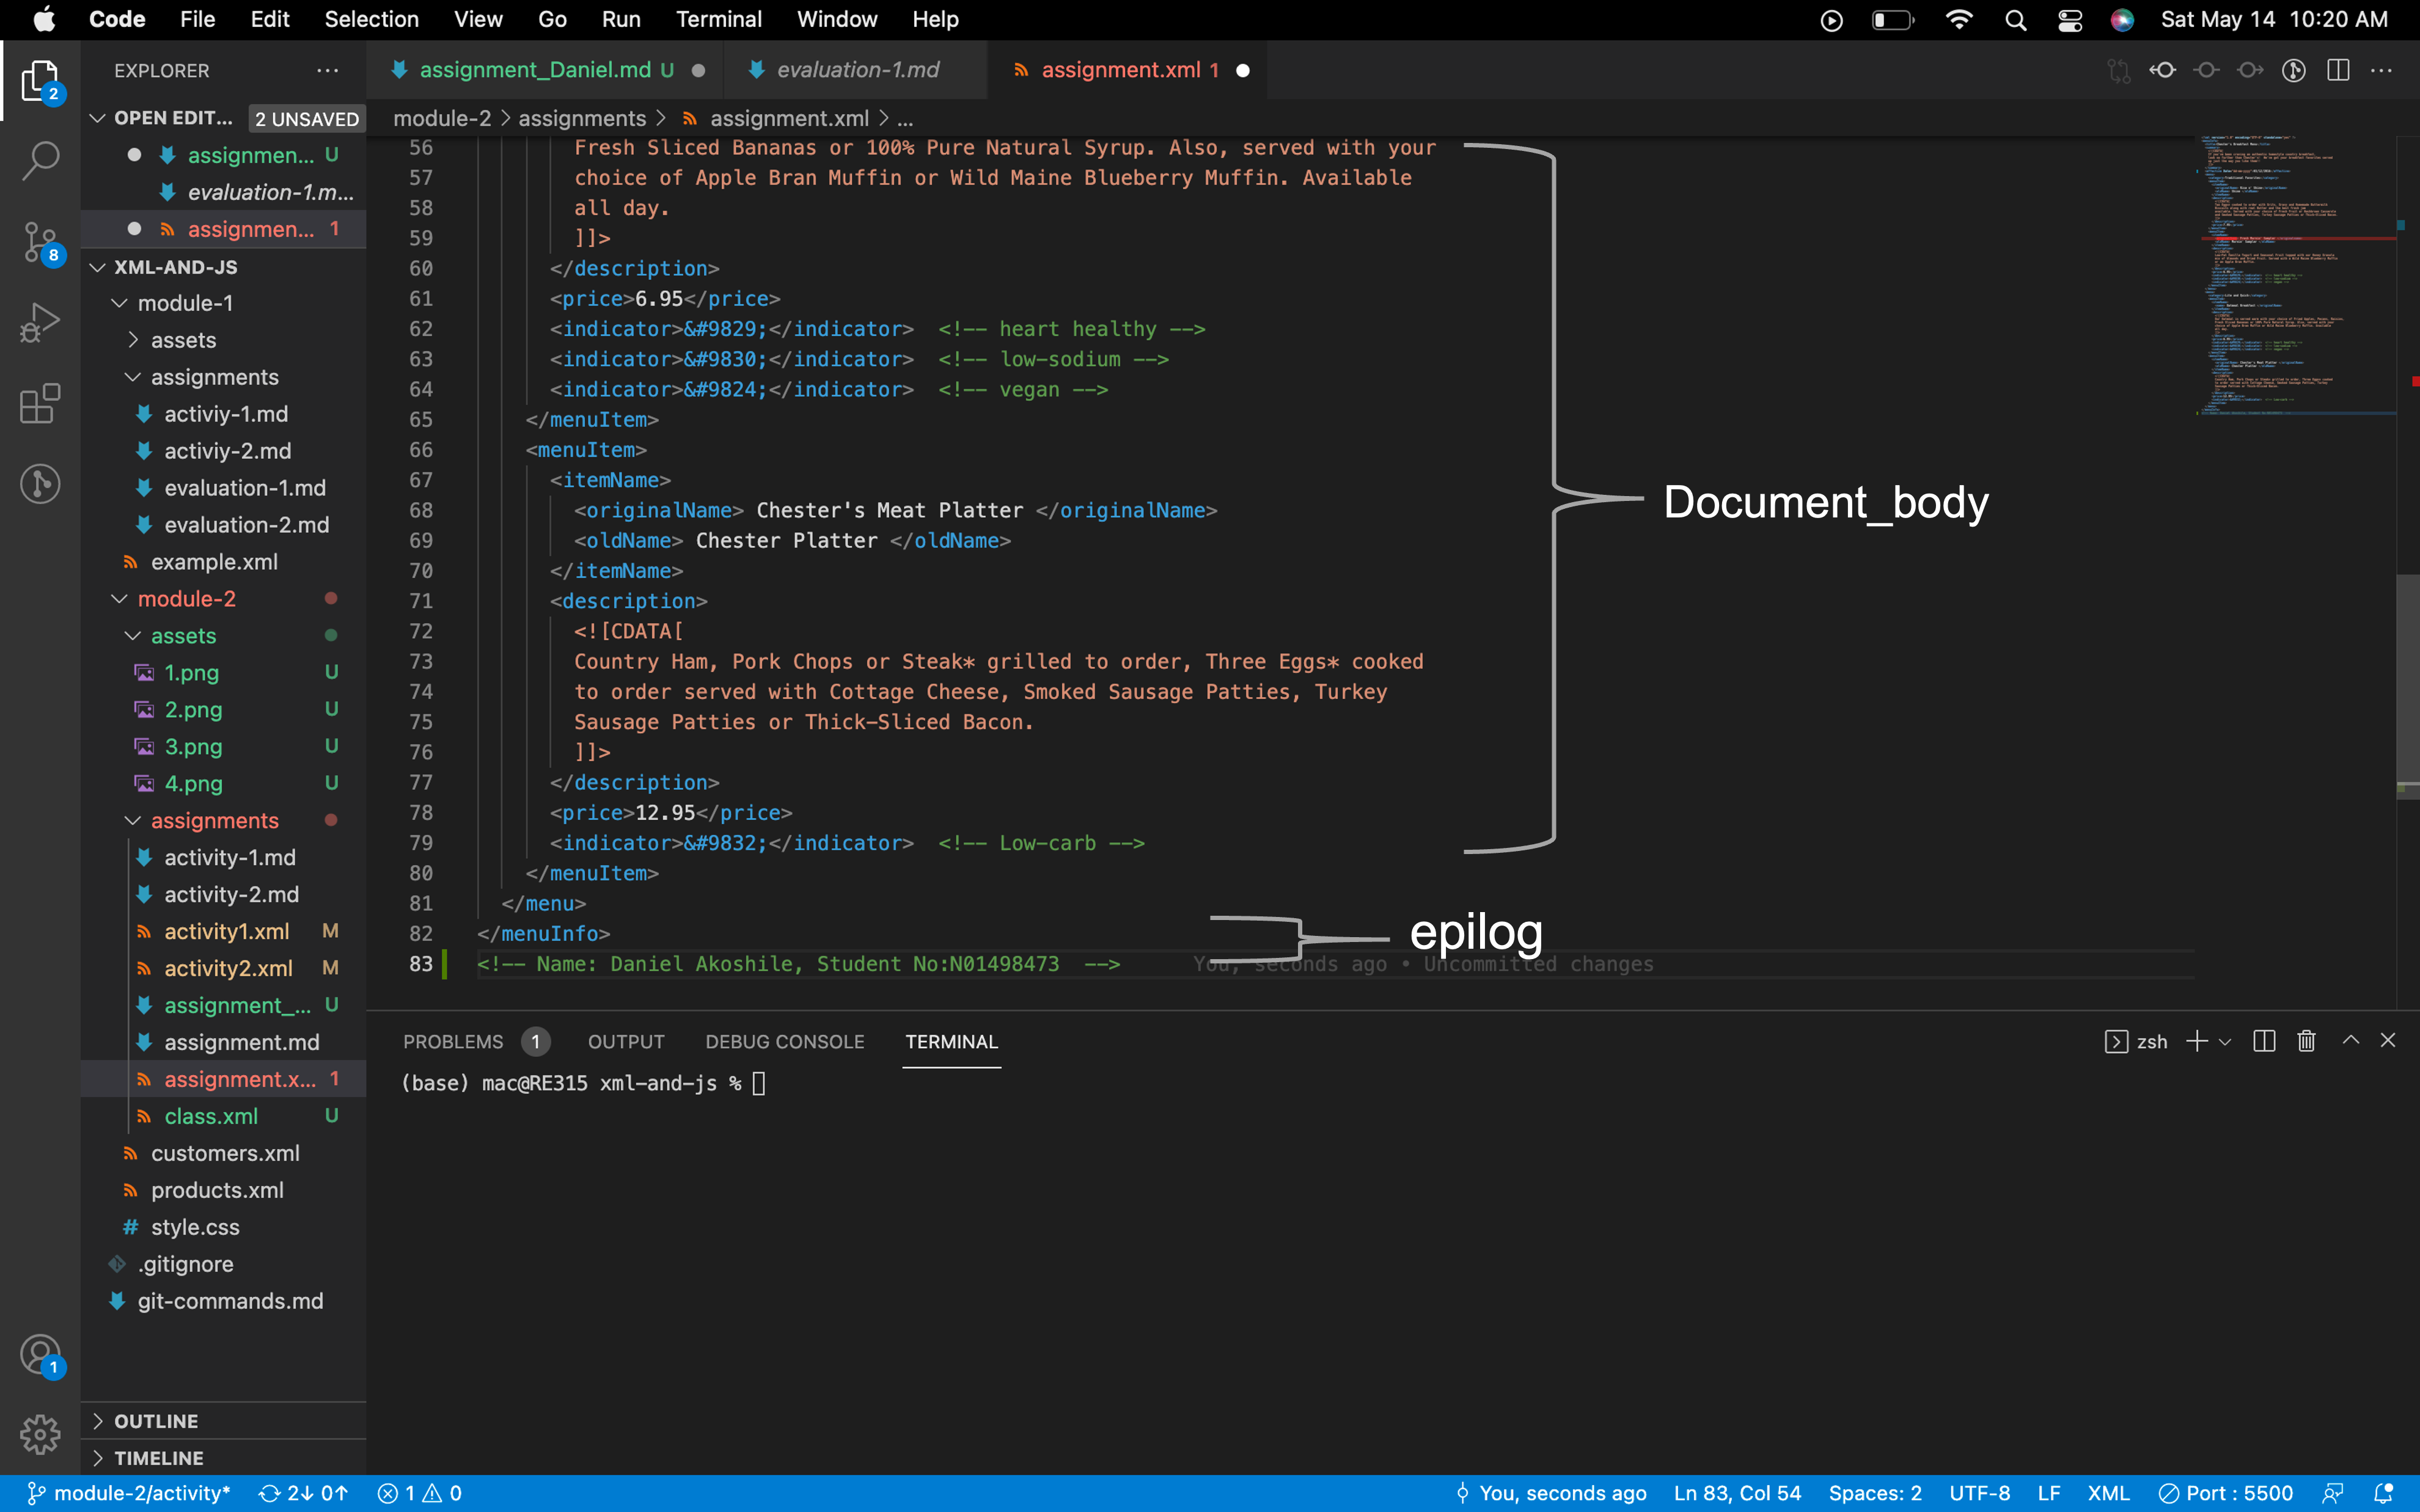 Code File Edit Selection View Go Run Terminal Window Help Sat May 14 10:20 AM
EXPLORER ...
OPEN EDIT... 2 UNSAVED
assignmen... U
evaluation-1.m...
assignmen... 1
XML-AND-JS
module-1
assets
assignments
activiy-1.md
activiy-2.md
evaluation-1.md
evaluation-2.md
example.xml
module-2
assets
1.png U
2.png U
3.png U
4.png U
assignments
activity-1.md
activity-2.md
activity1.xml M
activity2.xml M
assignment_... U
assignment.md
assignment.x... 1
class.xml U
customers.xml
products.xml
style.css
.gitignore
git-commands.md
OUTLINE
TIMELINE
2
8
1
assignment_Daniel.md U evaluation-1.md assignment.xml 1
module-2 > assignments > assignment.xml > ...
56 Fresh Sliced Bananas or 100% Pure Natural Syrup. Also, served with your
57 choice of Apple Bran Muffin or Wild Maine Blueberry Muffin. Available
58 all day.
59 ]]>
60 </description>
61 <price>6.95</price>
62 <indicator>&#9829;</indicator> <!-- heart healthy -->
63 <indicator>&#9830;</indicator> <!-- low-sodium -->
64 <indicator>&#9824;</indicator> <!-- vegan -->
65 </menuItem>
66 <menuItem>
67 <itemName>
68 <originalName> Chester's Meat Platter </originalName>
69 <oldName> Chester Platter </oldName>
70 </itemName>
71 <description>
72 <![CDATA[
73 Country Ham, Pork Chops or Steak* grilled to order, Three Eggs* cooked
74 to order served with Cottage Cheese, Smoked Sausage Patties, Turkey
75 Sausage Patties or Thick-Sliced Bacon.
76 ]]>
77 </description>
78 <price>12.95</price>
79 <indicator>&#9832;</indicator> <!-- Low-carb -->
80 </menuItem>
81 </menu>
82 </menuInfo>
83 <!-- Name: Daniel Akoshile, Student No:N01498473 --> You, seconds ago • Uncommitted changes
Document_body
epilog
PROBLEMS 1 OUTPUT DEBUG CONSOLE TERMINAL zsh
(base) mac@RE315 xml-and-js %
module-2/activity* 2↓ 0↑ 1 0 You, seconds ago Ln 83, Col 54 Spaces: 2 UTF-8 LF XML Port : 5500